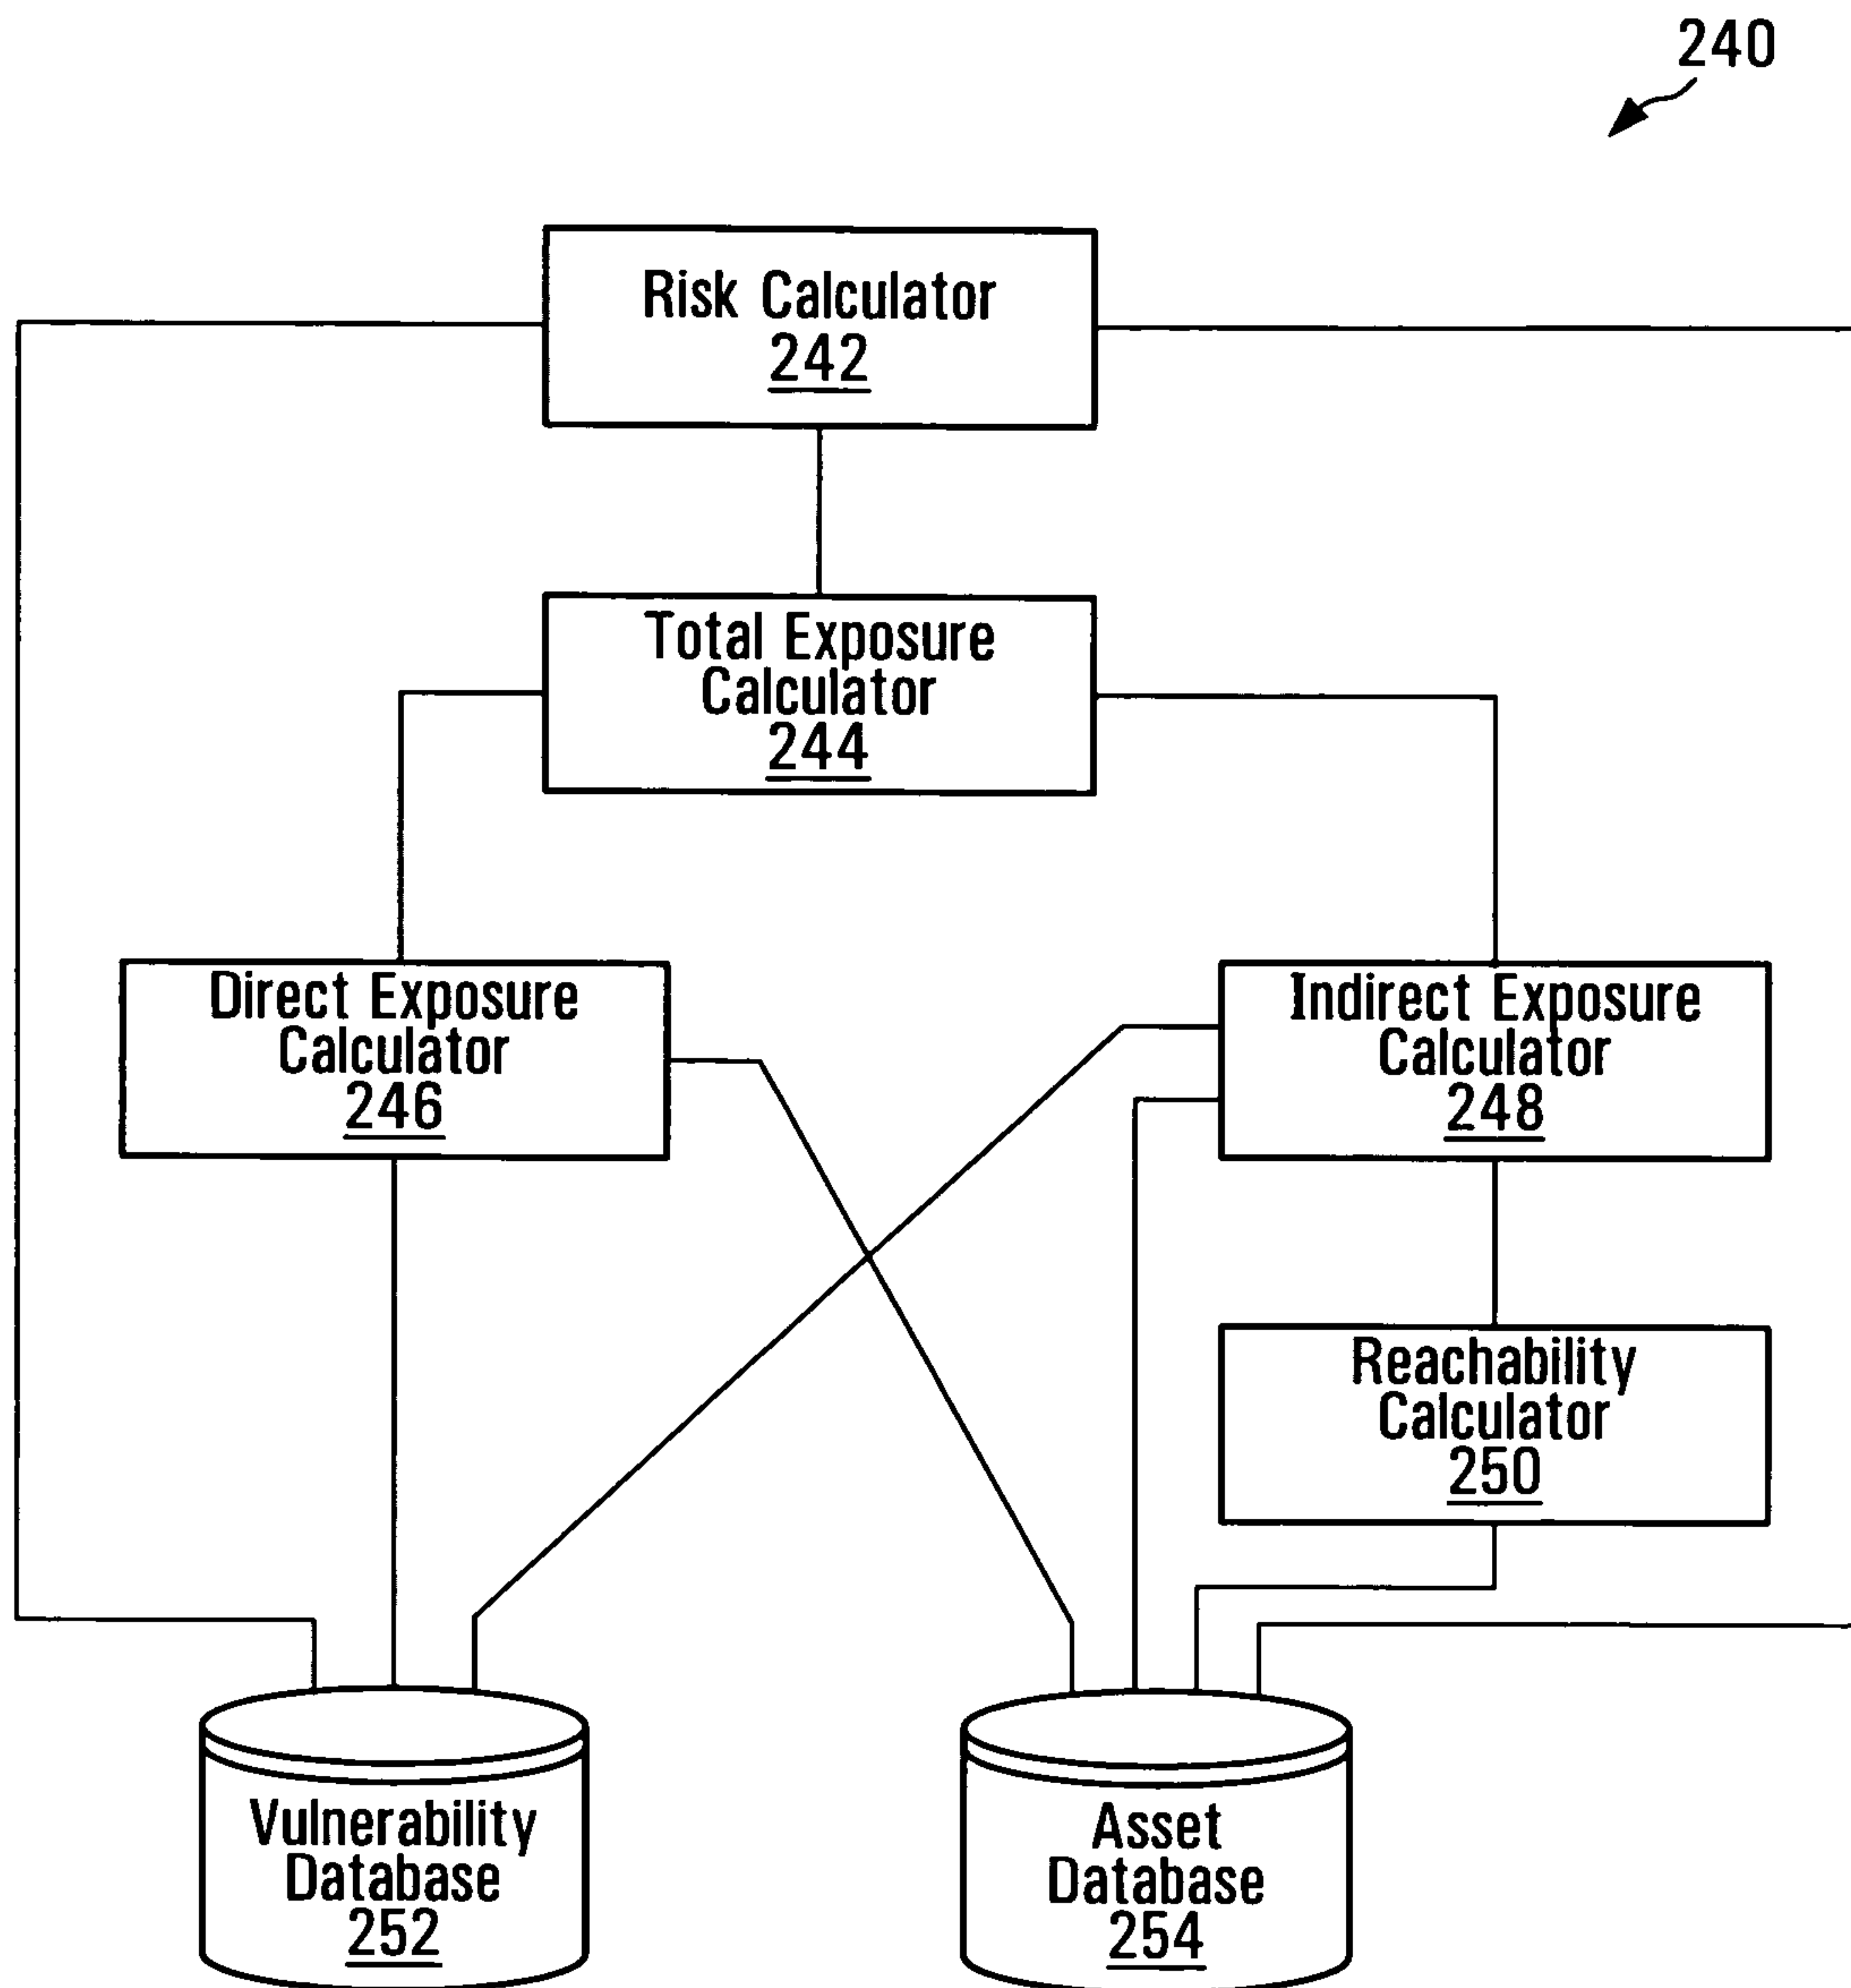 240
Risk Calculator
242
Total Exposure
Calculator
244
Direct Exposure
Calculator
246
Indirect Exposure
Calculator
248
Reachability
Calculator
250
Vulnerability
Database
252
Asset
Database
254